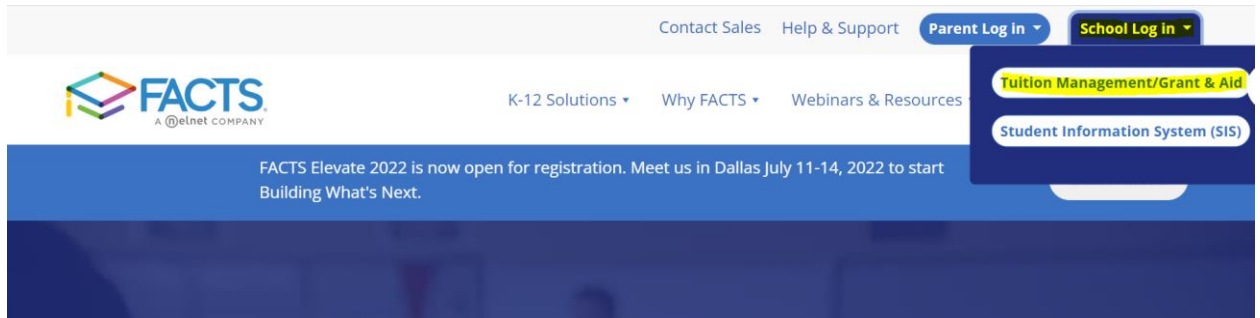 Contact Sales Help & Support Parent Log in School Log in
Tuition Management/Grant & Aid
FACTS
A nelnet COMPANY
K-12 Solutions Why FACTS Webinars & Resources
Student Information System (SIS)
FACTS Elevate 2022 is now open for registration. Meet us in Dallas July 11-14, 2022 to start
Building What's Next.